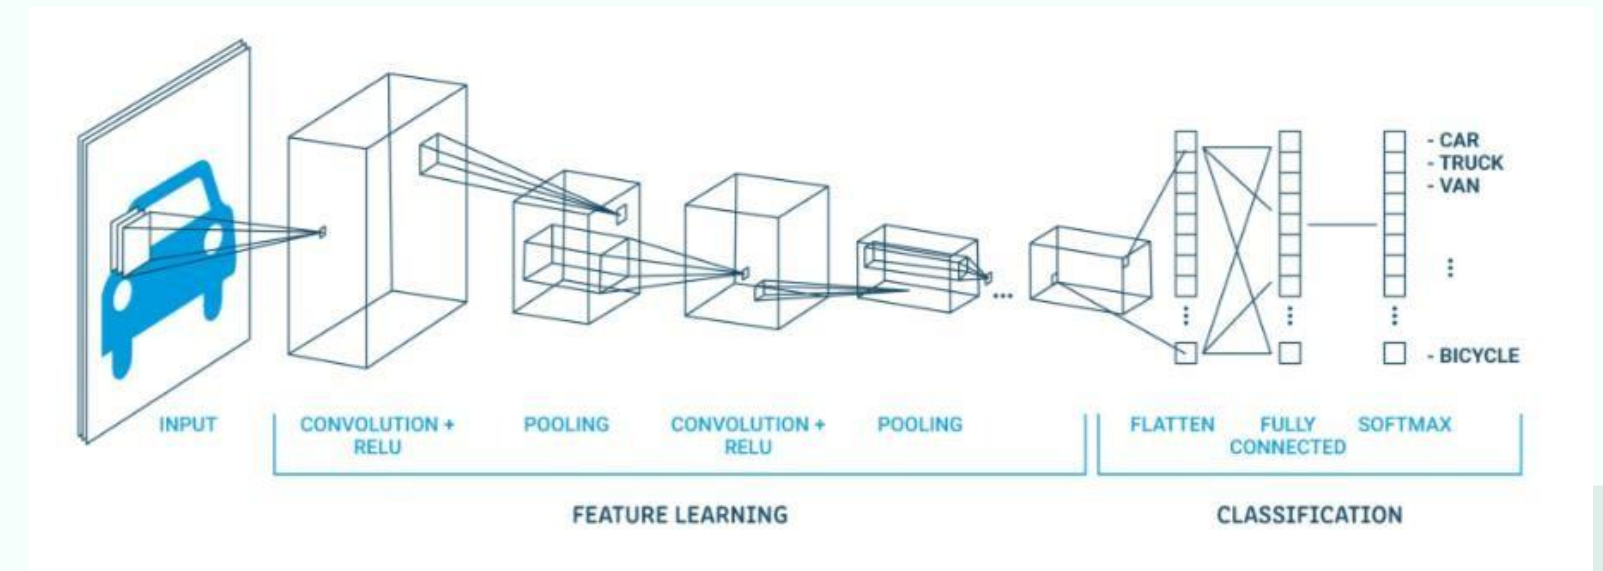 - CAR
- TRUCK
- VAN
- BICYCLE
INPUT
CONVOLUTION +
RELU
POOLING
CONVOLUTION +
RELU
POOLING
FLATTEN
FULLY
CONNECTED
SOFTMAX
FEATURE LEARNING
CLASSIFICATION